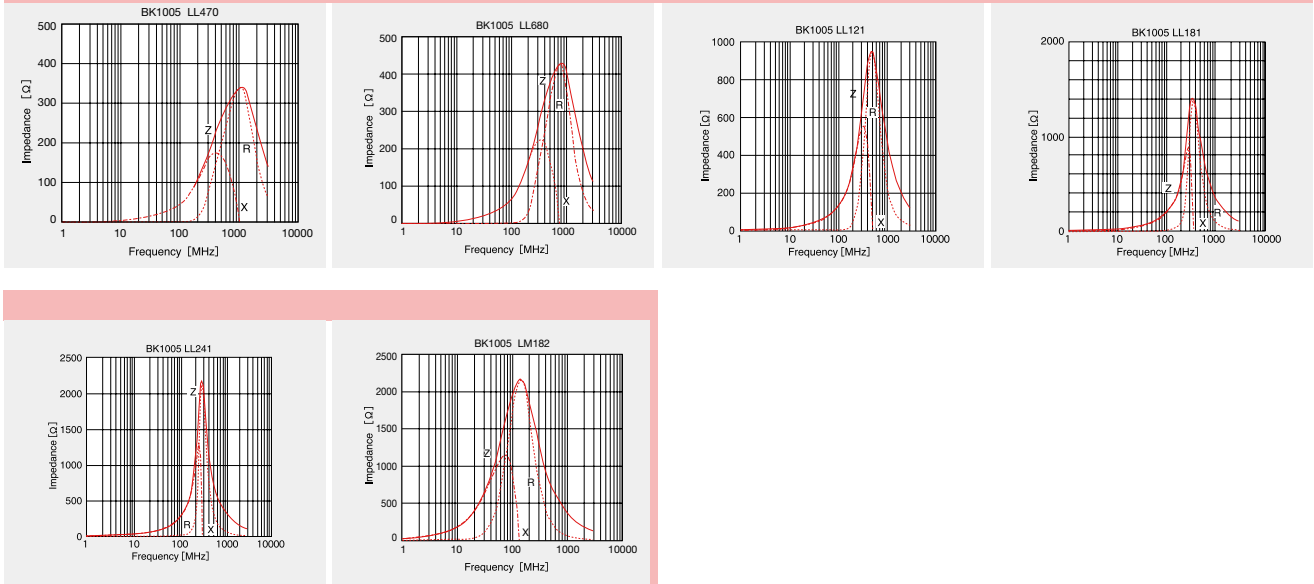 BK1005 LL470
500
400
300
200
100
0
Impedance [Ω]
Z
R
X
1 10 100 1000 10000
Frequency [MHz]
BK1005 LL680
500
400
300
200
100
0
Impedance [Ω]
Z
R
X
1 10 100 1000 10000
Frequency [MHz]
BK1005 LL121
1000
800
600
400
200
0
Impedance [Ω]
Z
R
X
1 10 100 1000 10000
Frequency [MHz]
BK1005 LL181
2000
1000
0
Impedance [Ω]
Z
R
X
1 10 100 1000 10000
Frequency [MHz]
BK1005 LL241
2500
2000
1500
1000
500
0
Impedance [Ω]
Z
R
X
1 10 100 1000 10000
Frequency [MHz]
BK1005 LM182
2500
2000
1500
1000
500
0
Impedance [Ω]
Z
R
X
1 10 100 1000 10000
Frequency [MHz]